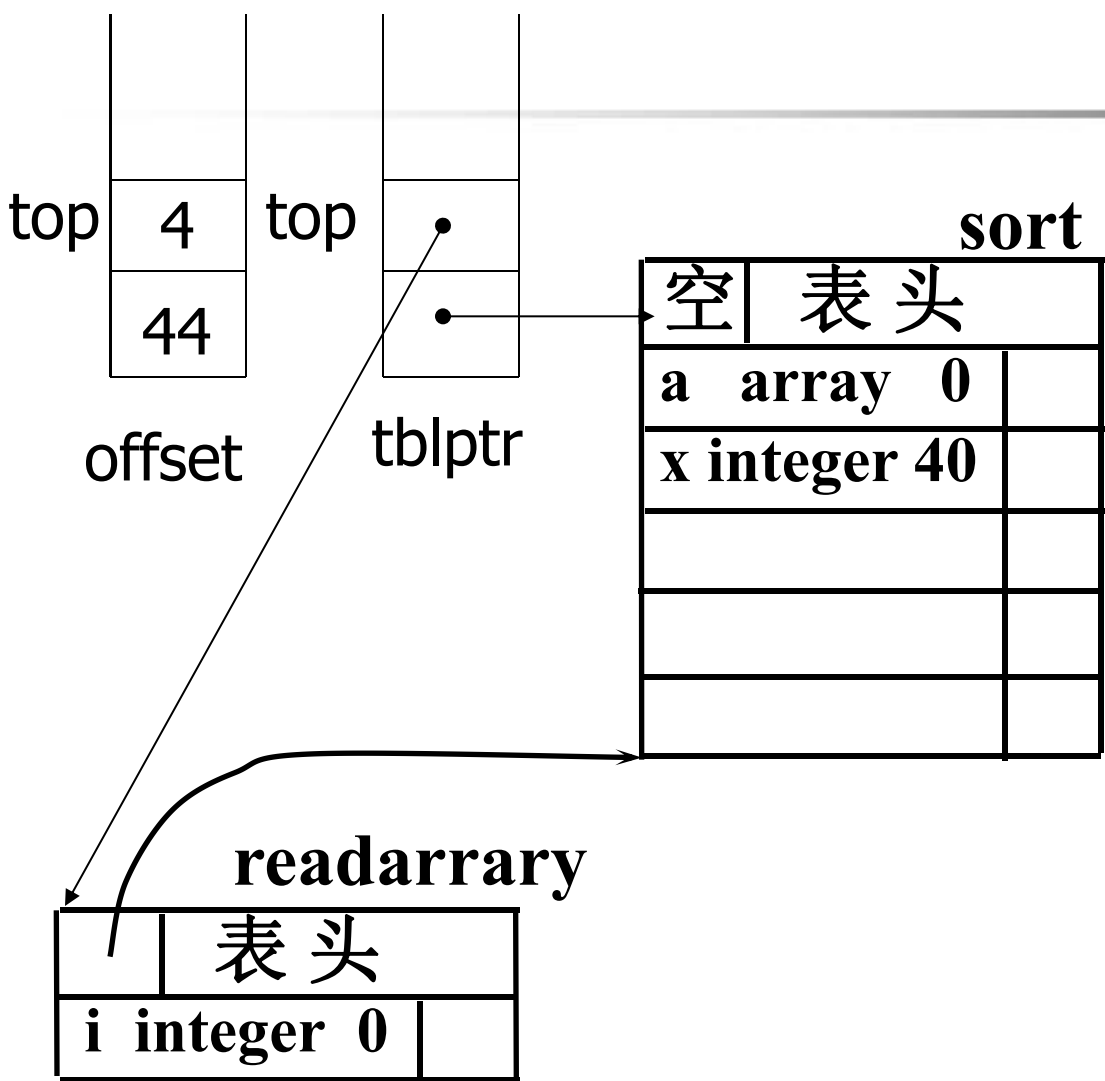 top 4 top
44
offset tblptr
sort
空 表 头
a array 0
x integer 40
readarrary
表 头
i integer 0